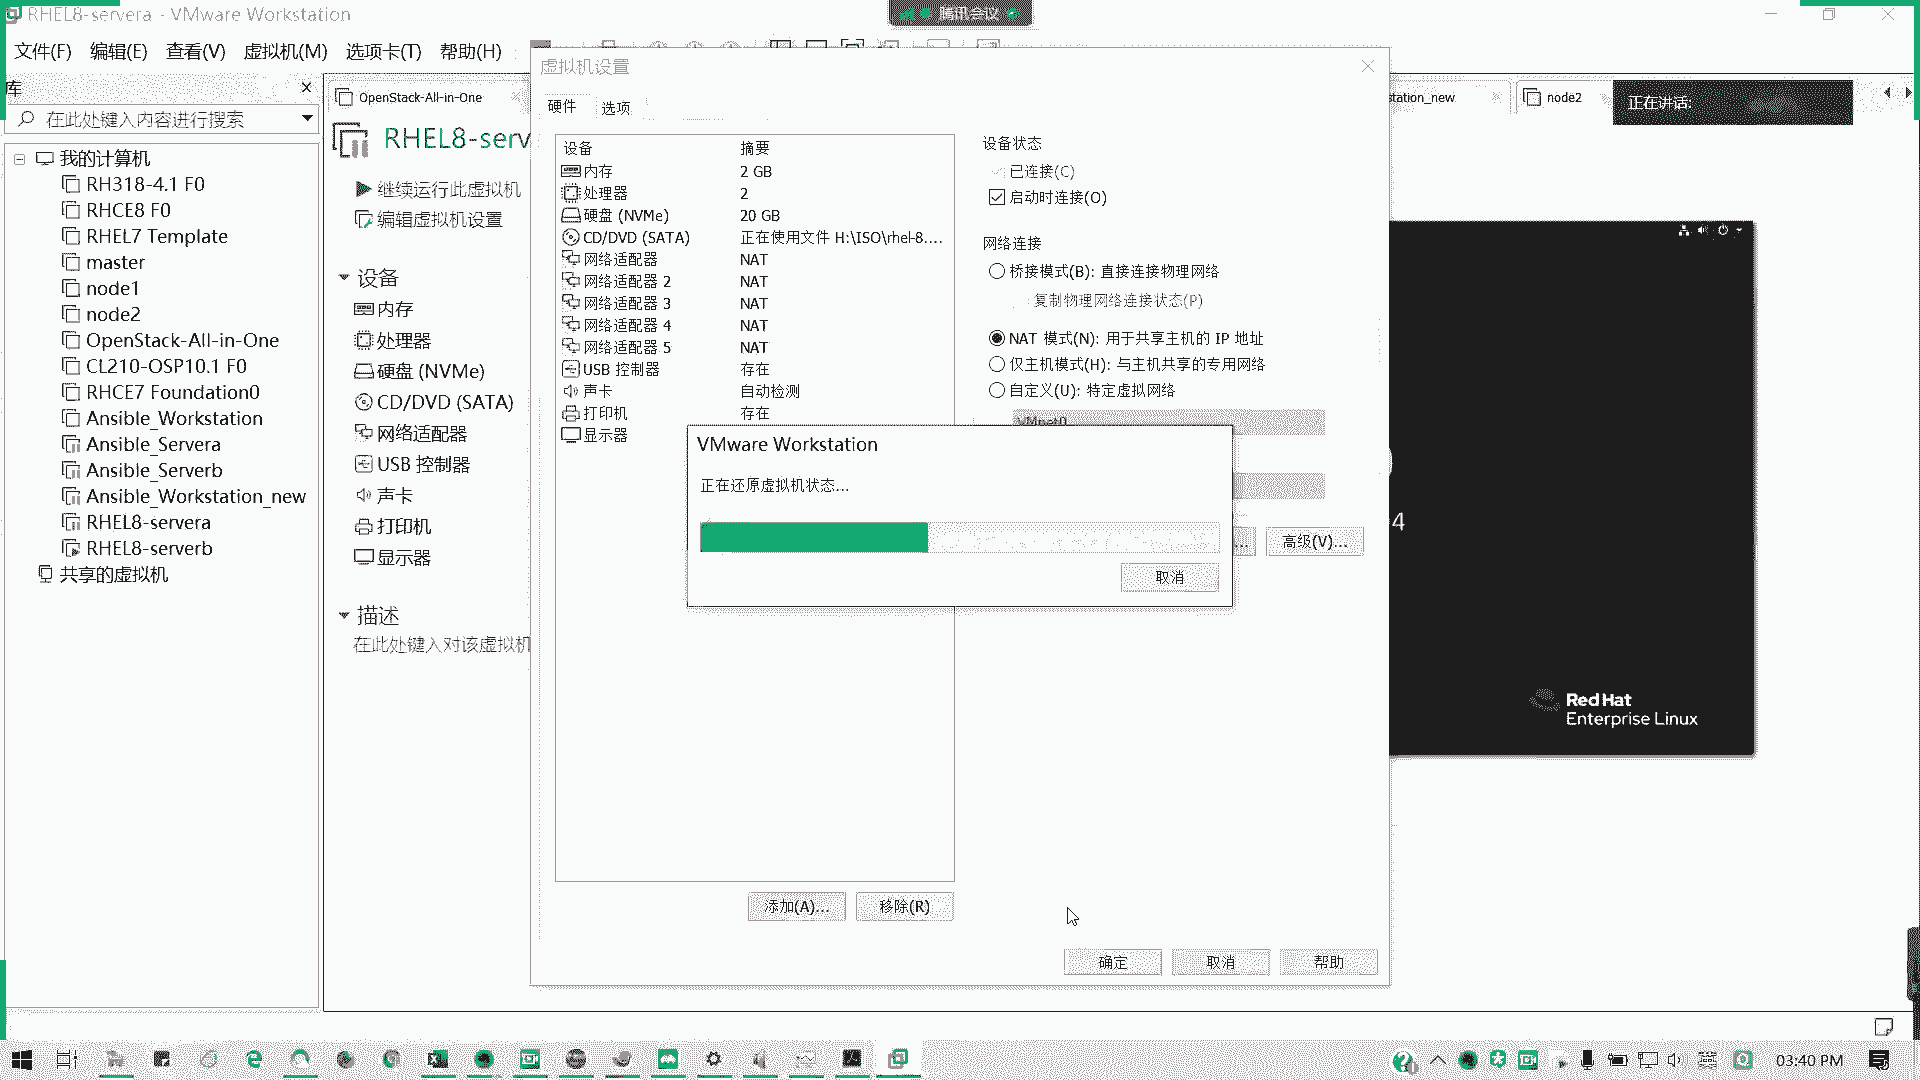 RHEL8-servera - VMware Workstation
腾讯会议
文件(F) 编辑(E) 查看(V) 虚拟机(M) 选项卡(T) 帮助(H)
库
在此处键入内容进行搜索
我的计算机
RH318-4.1 F0
RHCE8 F0
RHEL7 Template
master
node1
node2
OpenStack-All-in-One
CL210-OSP10.1 F0
RHCE7 Foundation0
Ansible_Workstation
Ansible_Servera
Ansible_Serverb
Ansible_Workstation_new
RHEL8-servera
RHEL8-serverb
共享的虚拟机
OpenStack-All-in-One
tation_new
node2
正在讲话:
RHEL8-serv
继续运行此虚拟机
编辑虚拟机设置
设备
内存
处理器
硬盘 (NVMe)
CD/DVD (SATA)
网络适配器
USB 控制器
声卡
打印机
显示器
描述
在此处键入对该虚拟机
虚拟机设置
硬件 选项
设备 摘要
内存 2 GB
处理器 2
硬盘 (NVMe) 20 GB
CD/DVD (SATA) 正在使用文件 H:\ISO\rhel-8....
网络适配器 NAT
网络适配器 2 NAT
网络适配器 3 NAT
网络适配器 4 NAT
网络适配器 5 NAT
USB 控制器 存在
声卡 自动检测
打印机 存在
显示器
添加(A)... 移除(R)
设备状态
已连接(C)
启动时连接(O)
网络连接
桥接模式(B): 直接连接物理网络
复制物理网络连接状态(P)
NAT 模式(N): 用于共享主机的 IP 地址
仅主机模式(H): 与主机共享的专用网络
自定义(U): 特定虚拟网络
VMnet0
高级(V)...
VMware Workstation
正在还原虚拟机状态...
取消
确定 取消 帮助
4
Red Hat
Enterprise Linux
03:40 PM